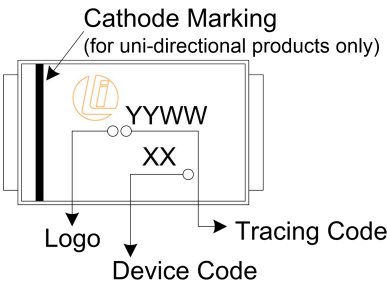 Cathode Marking
(for uni-directional products only)
YYWW
XX
Logo
Tracing Code
Device Code